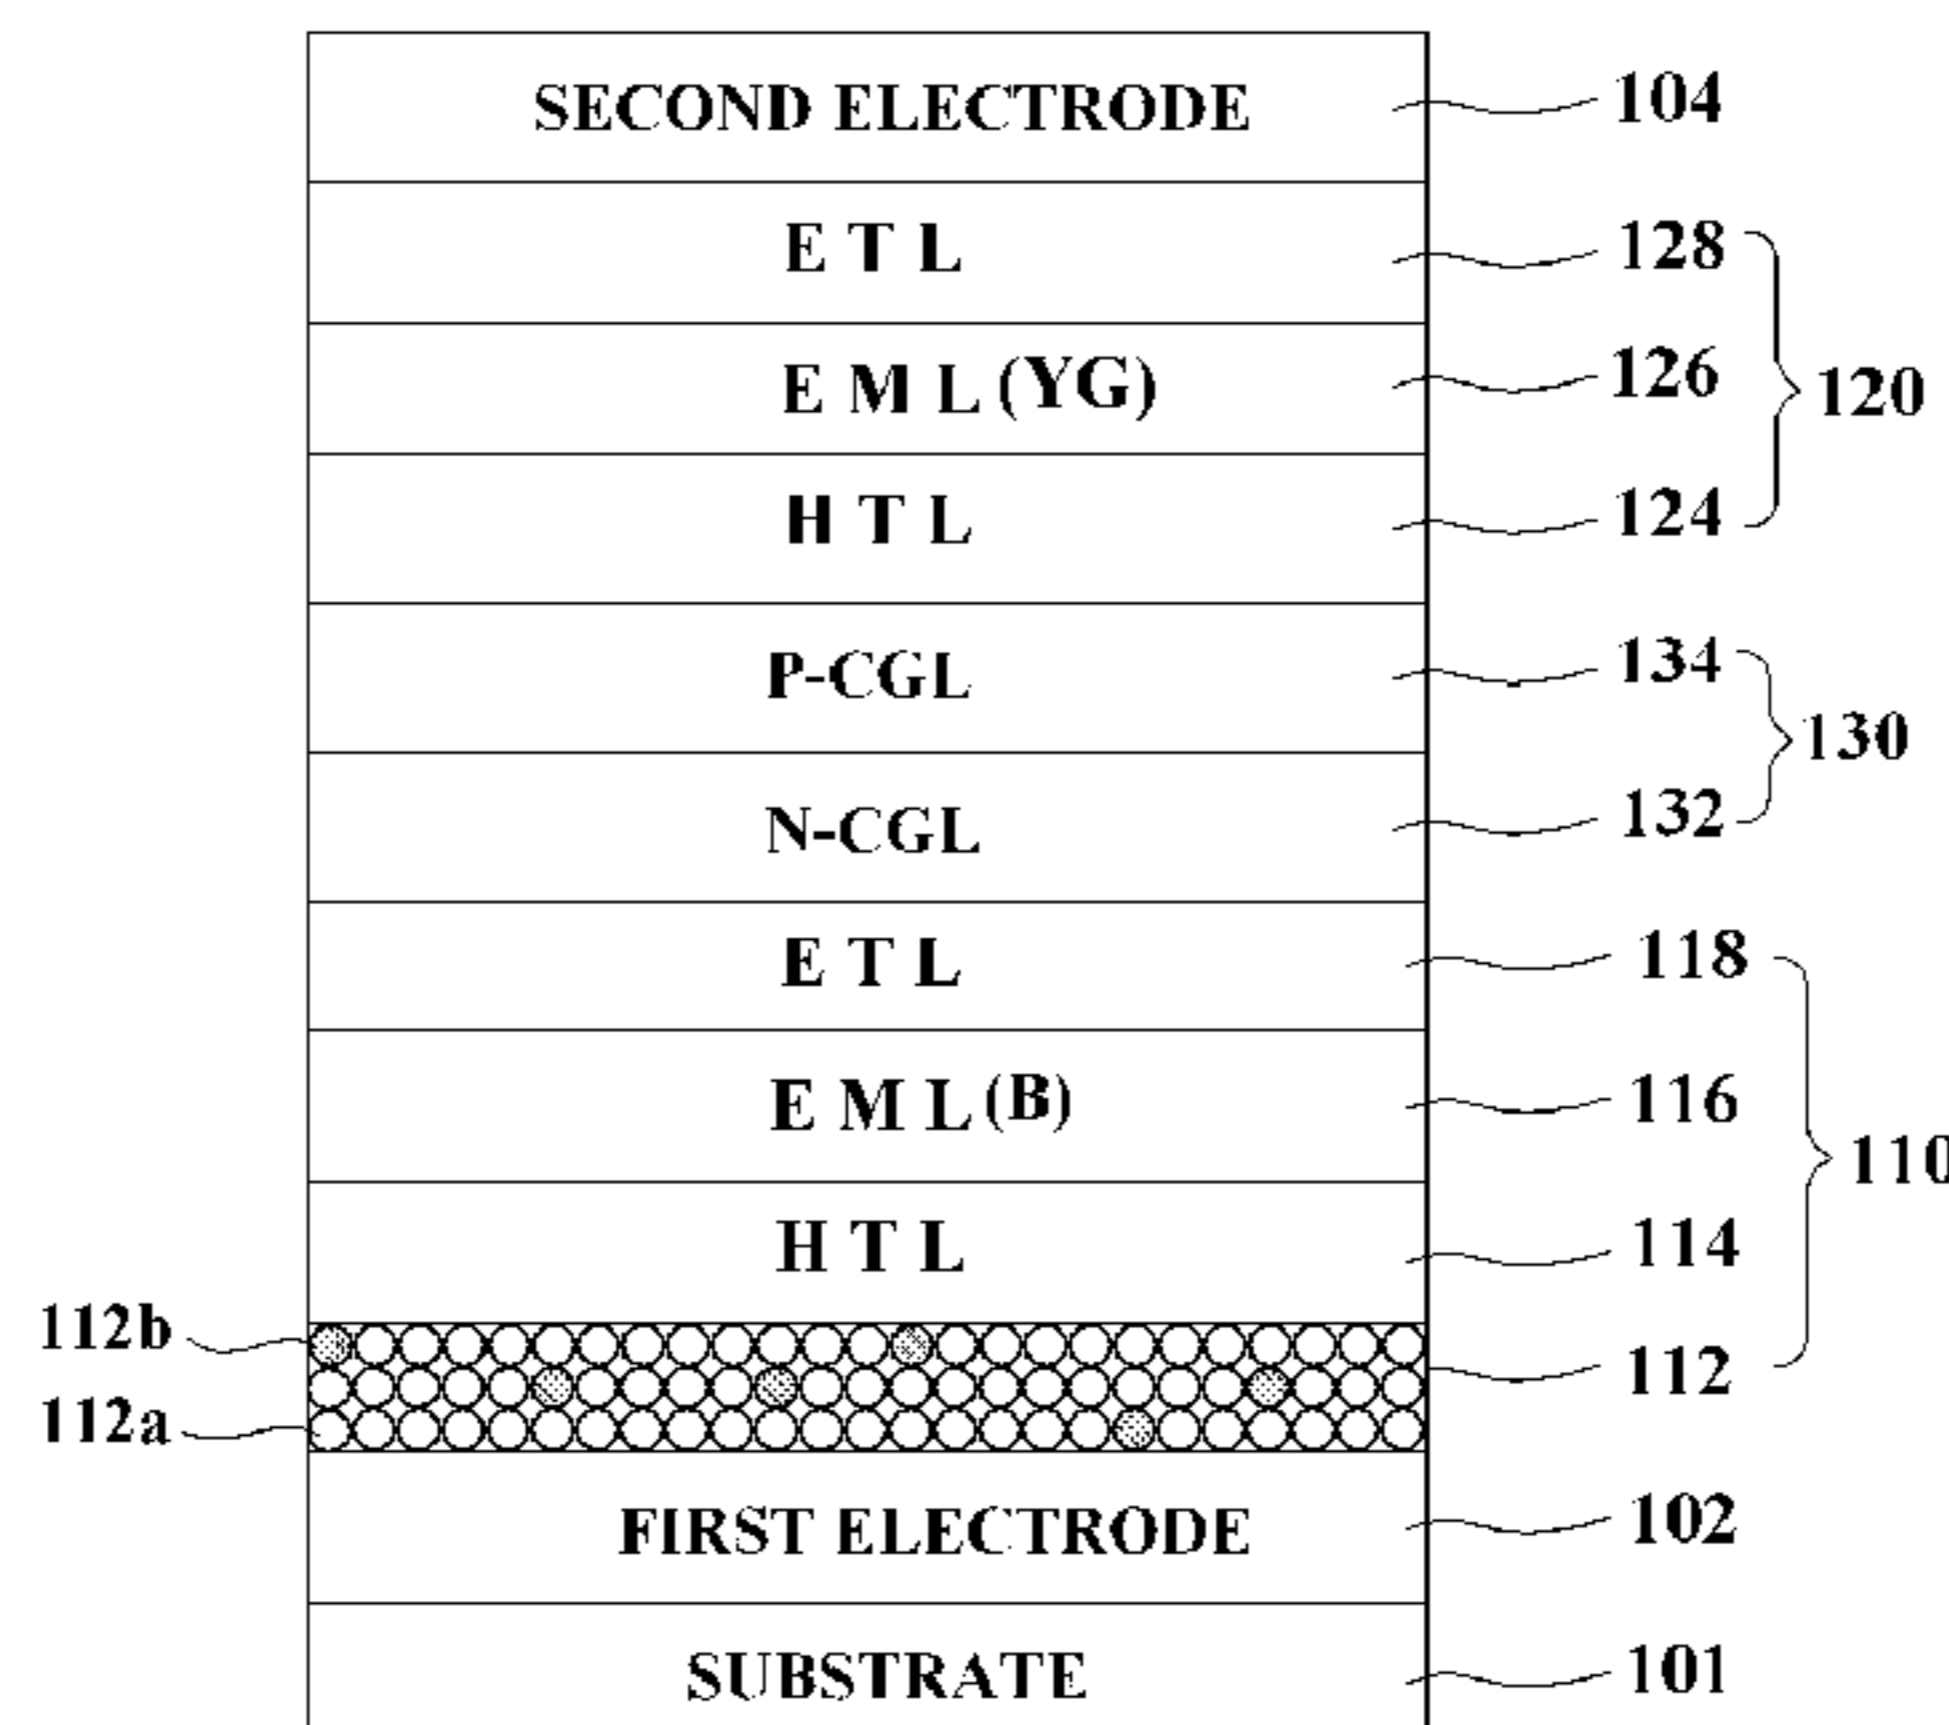 SECOND ELECTRODE 104
E T L 128
E M L (YG) 126
120
H T L 124
P-CGL 134
130
N-CGL 132
E T L 118
E M L (B) 116
110
H T L 114
112b
112
112a
FIRST ELECTRODE 102
SUBSTRATE 101